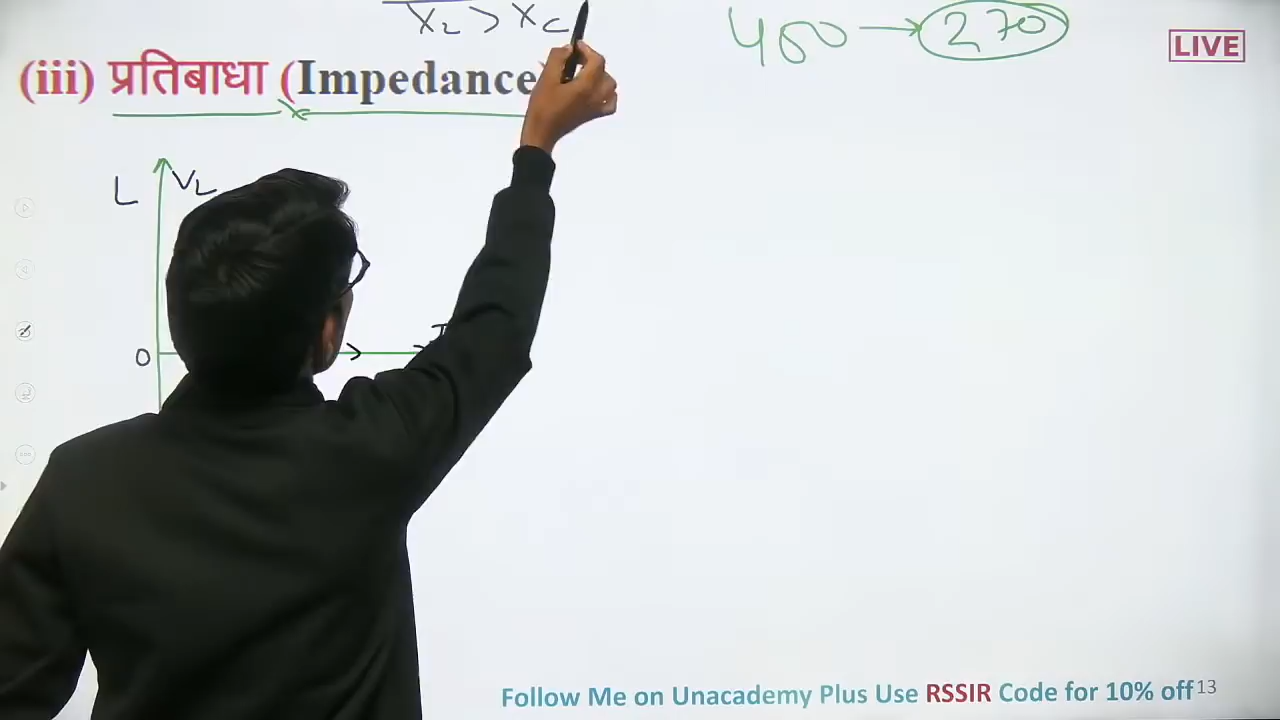 X_L > X_C
400 → 270
LIVE
(iii) प्रतिबाधा (Impedance
L V_L
0
Follow Me on Unacademy Plus Use RSSIR Code for 10% off 13